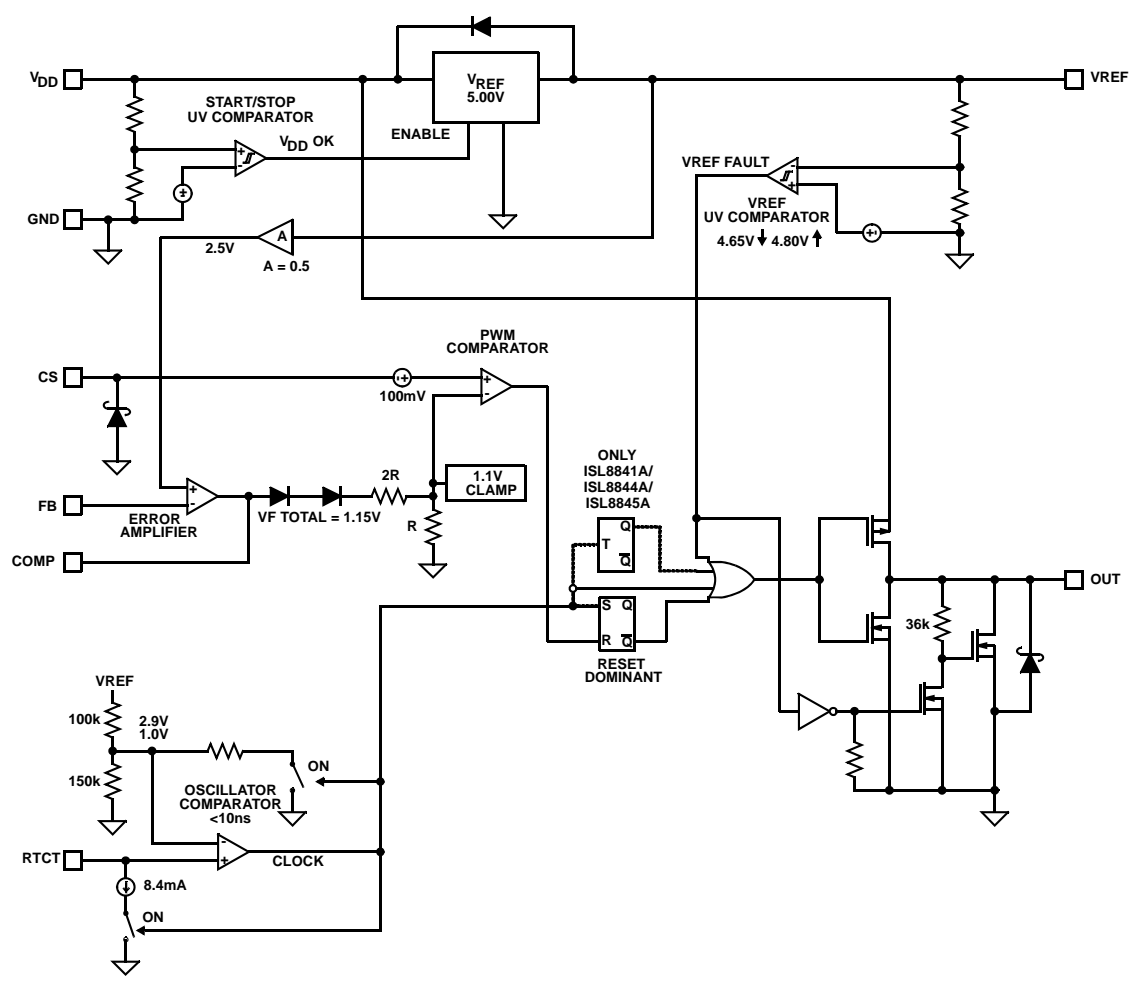 VDD
VREF
5.00V
VREF
START/STOP
UV COMPARATOR
+
-
VDD OK
ENABLE
+
GND
VREF FAULT
-
+
VREF
UV COMPARATOR
4.65V 4.80V
+
2.5V
A
A = 0.5
PWM
COMPARATOR
CS
- +
100mV
+
-
1.1V
CLAMP
2R
R
FB
+
-
ERROR
AMPLIFIER
VF TOTAL = 1.15V
COMP
ONLY
ISL8841A/
ISL8844A/
ISL8845A
Q
T
Q
S Q
R Q
RESET
DOMINANT
OUT
36k
VREF
100k
2.9V
1.0V
150k
ON
OSCILLATOR
COMPARATOR
<10ns
-
+
RTCT
CLOCK
8.4mA
ON